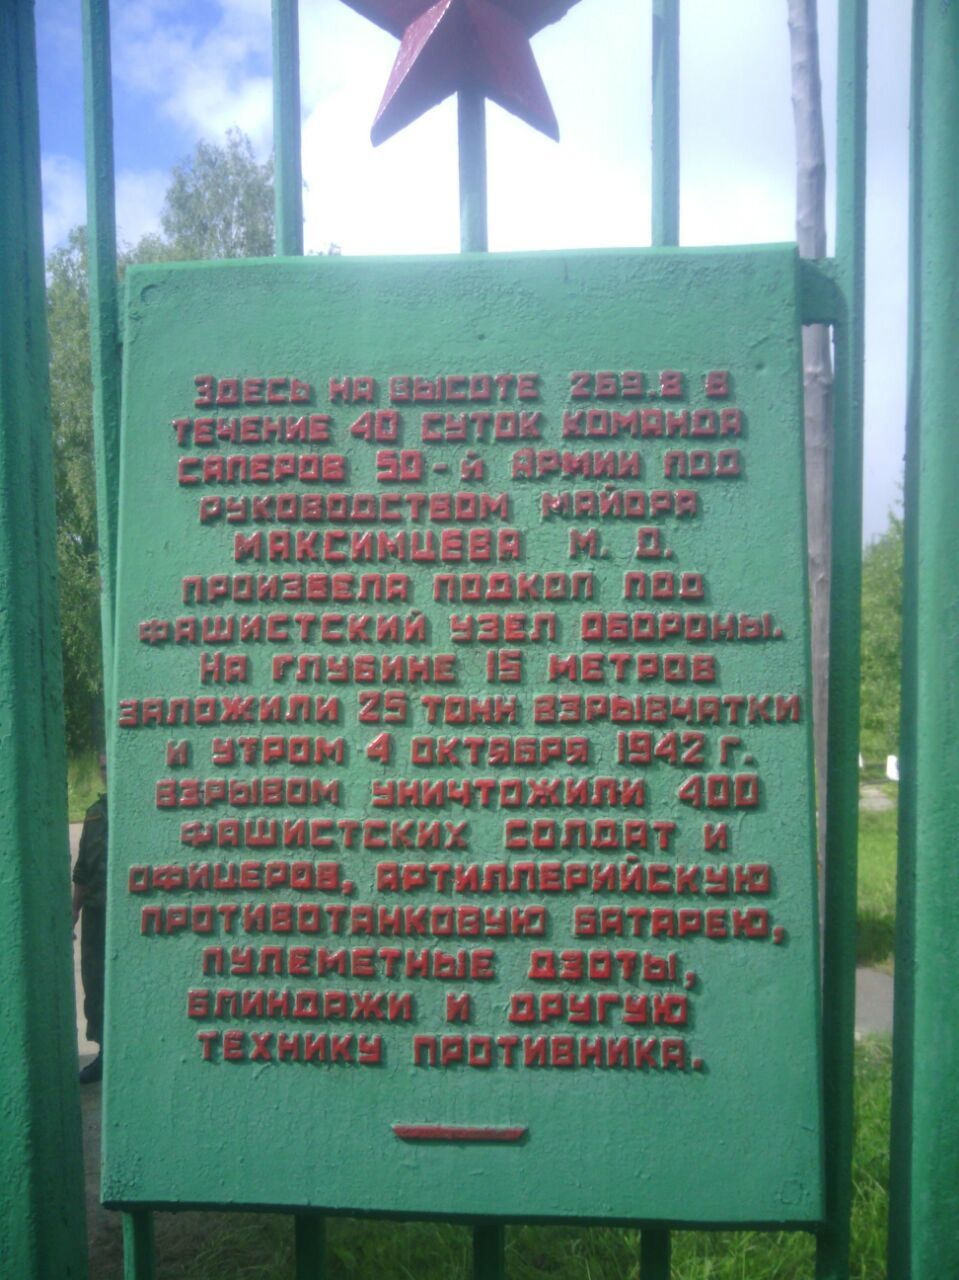 Здесь на высоте 269.8 в
течение 40 суток команда
саперов 50-й Армии под
руководством майора
Максимцева М. Д.
произвела подкоп под
фашистский узел обороны.
На глубине 15 метров
заложили 25 тонн взрывчатки
и утром 4 октября 1942 г.
взрывом уничтожили 400
фашистских солдат и
офицеров, артиллерийскую
противотанковую батарею,
пулеметные дзоты,
блиндажи и другую
технику противника.